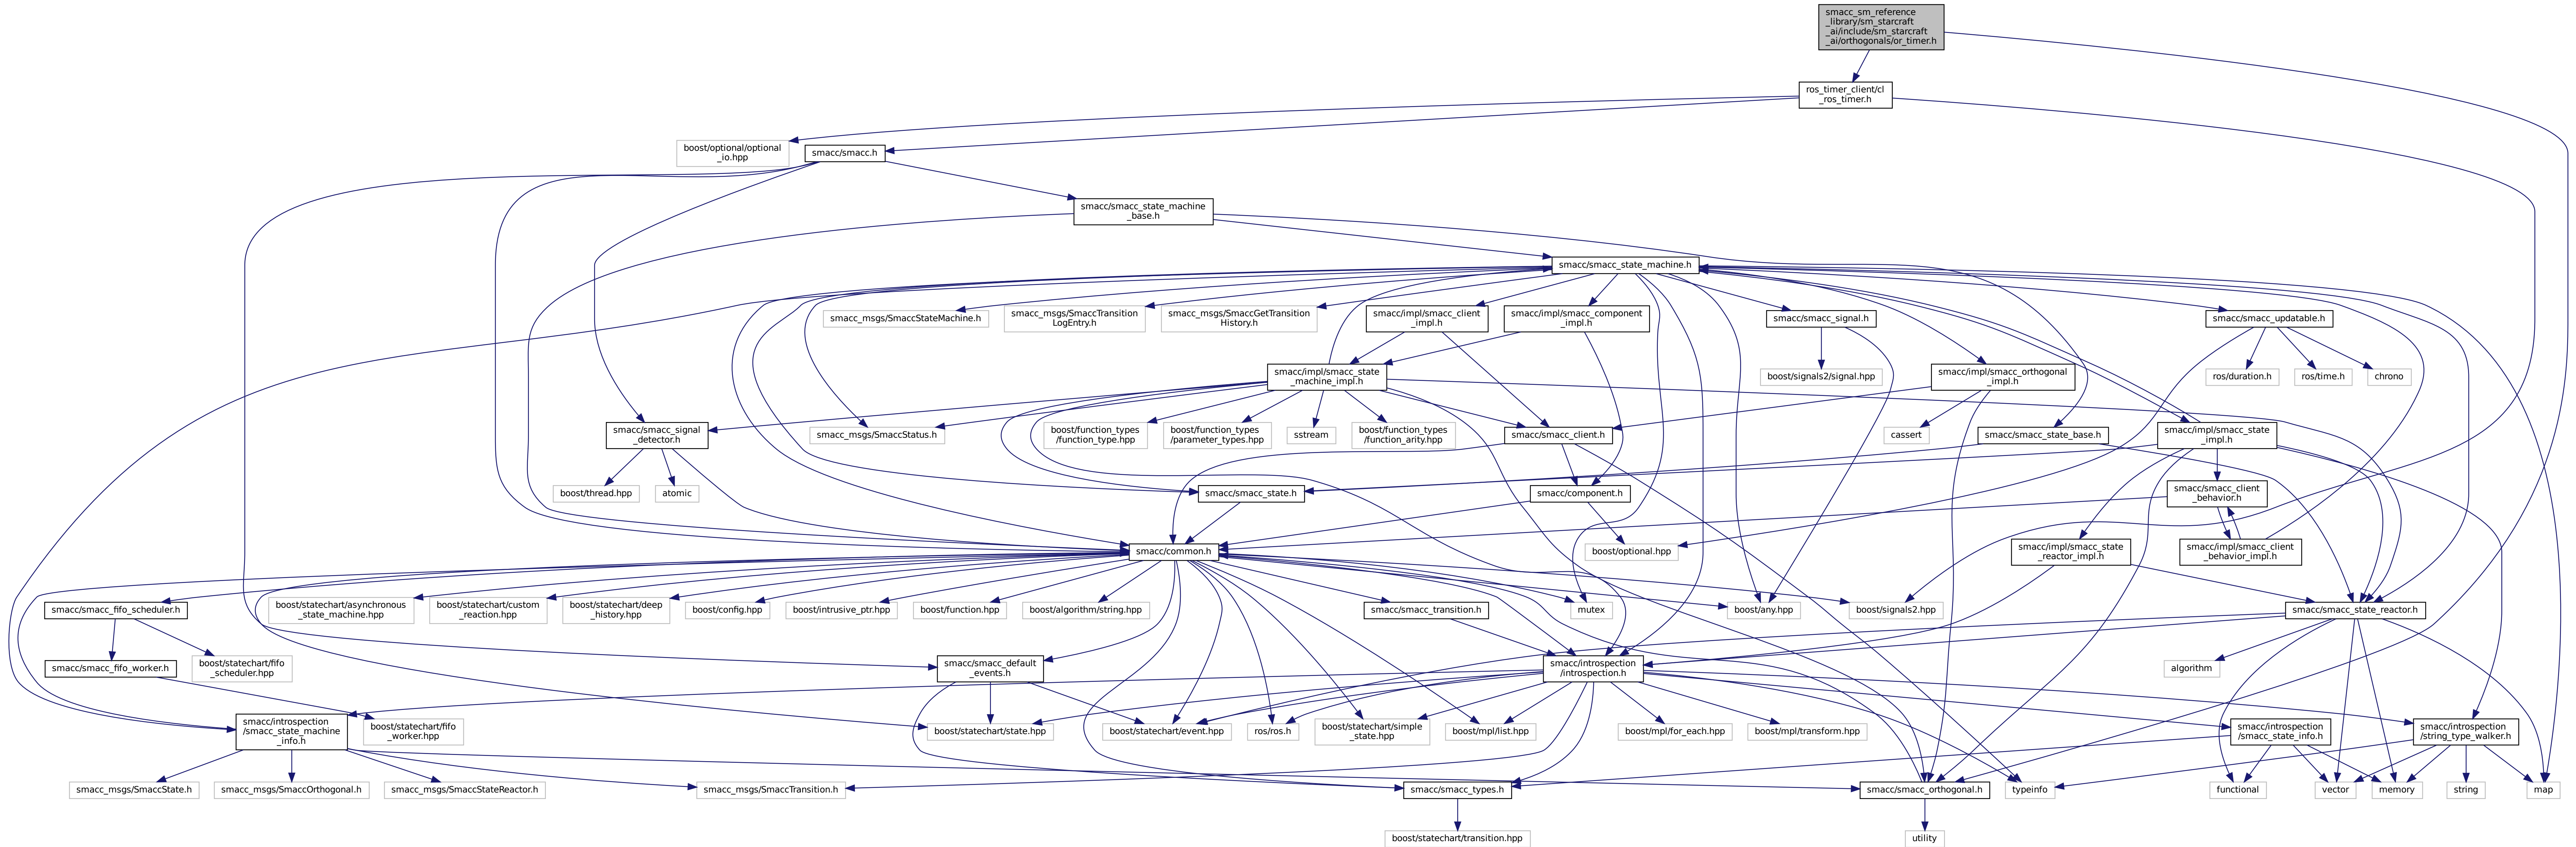 smacc_sm_reference
_library/sm_starcraft
_ai/include/sm_starcraft
_ai/orthogonals/or_timer.h
ros_timer_client/cl
_ros_timer.h
boost/optional/optional
_io.hpp
smacc/smacc.h
smacc/smacc_state_machine
_base.h
smacc/smacc_state_machine.h
smacc_msgs/SmaccStateMachine.h
smacc_msgs/SmaccTransition
LogEntry.h
smacc_msgs/SmaccGetTransition
History.h
smacc/impl/smacc_client
_impl.h
smacc/impl/smacc_component
_impl.h
smacc/smacc_signal.h
smacc/smacc_updatable.h
smacc/impl/smacc_state
_machine_impl.h
boost/signals2/signal.hpp
smacc/impl/smacc_orthogonal
_impl.h
ros/duration.h
ros/time.h
chrono
smacc/smacc_signal
_detector.h
smacc_msgs/SmaccStatus.h
boost/function_types
/function_type.hpp
boost/function_types
/parameter_types.hpp
sstream
boost/function_types
/function_arity.hpp
smacc/smacc_client.h
cassert
smacc/smacc_state_base.h
smacc/impl/smacc_state
_impl.h
boost/thread.hpp
atomic
smacc/smacc_state.h
smacc/component.h
smacc/smacc_client
_behavior.h
smacc/common.h
boost/optional.hpp
smacc/impl/smacc_state
_reactor_impl.h
smacc/impl/smacc_client
_behavior_impl.h
smacc/smacc_fifo_scheduler.h
boost/statechart/asynchronous
_state_machine.hpp
boost/statechart/custom
_reaction.hpp
boost/statechart/deep
_history.hpp
boost/config.hpp
boost/intrusive_ptr.hpp
boost/function.hpp
boost/algorithm/string.hpp
smacc/smacc_transition.h
mutex
boost/any.hpp
boost/signals2.hpp
smacc/smacc_state_reactor.h
smacc/smacc_fifo_worker.h
boost/statechart/fifo
_scheduler.hpp
smacc/smacc_default
_events.h
smacc/introspection
/introspection.h
algorithm
smacc/introspection
/smacc_state_machine
_info.h
boost/statechart/fifo
_worker.hpp
boost/statechart/state.hpp
boost/statechart/event.hpp
ros/ros.h
boost/statechart/simple
_state.hpp
boost/mpl/list.hpp
boost/mpl/for_each.hpp
boost/mpl/transform.hpp
smacc/introspection
/smacc_state_info.h
smacc/introspection
/string_type_walker.h
smacc_msgs/SmaccState.h
smacc_msgs/SmaccOrthogonal.h
smacc_msgs/SmaccStateReactor.h
smacc_msgs/SmaccTransition.h
smacc/smacc_types.h
smacc/smacc_orthogonal.h
typeinfo
functional
vector
memory
string
map
boost/statechart/transition.hpp
utility